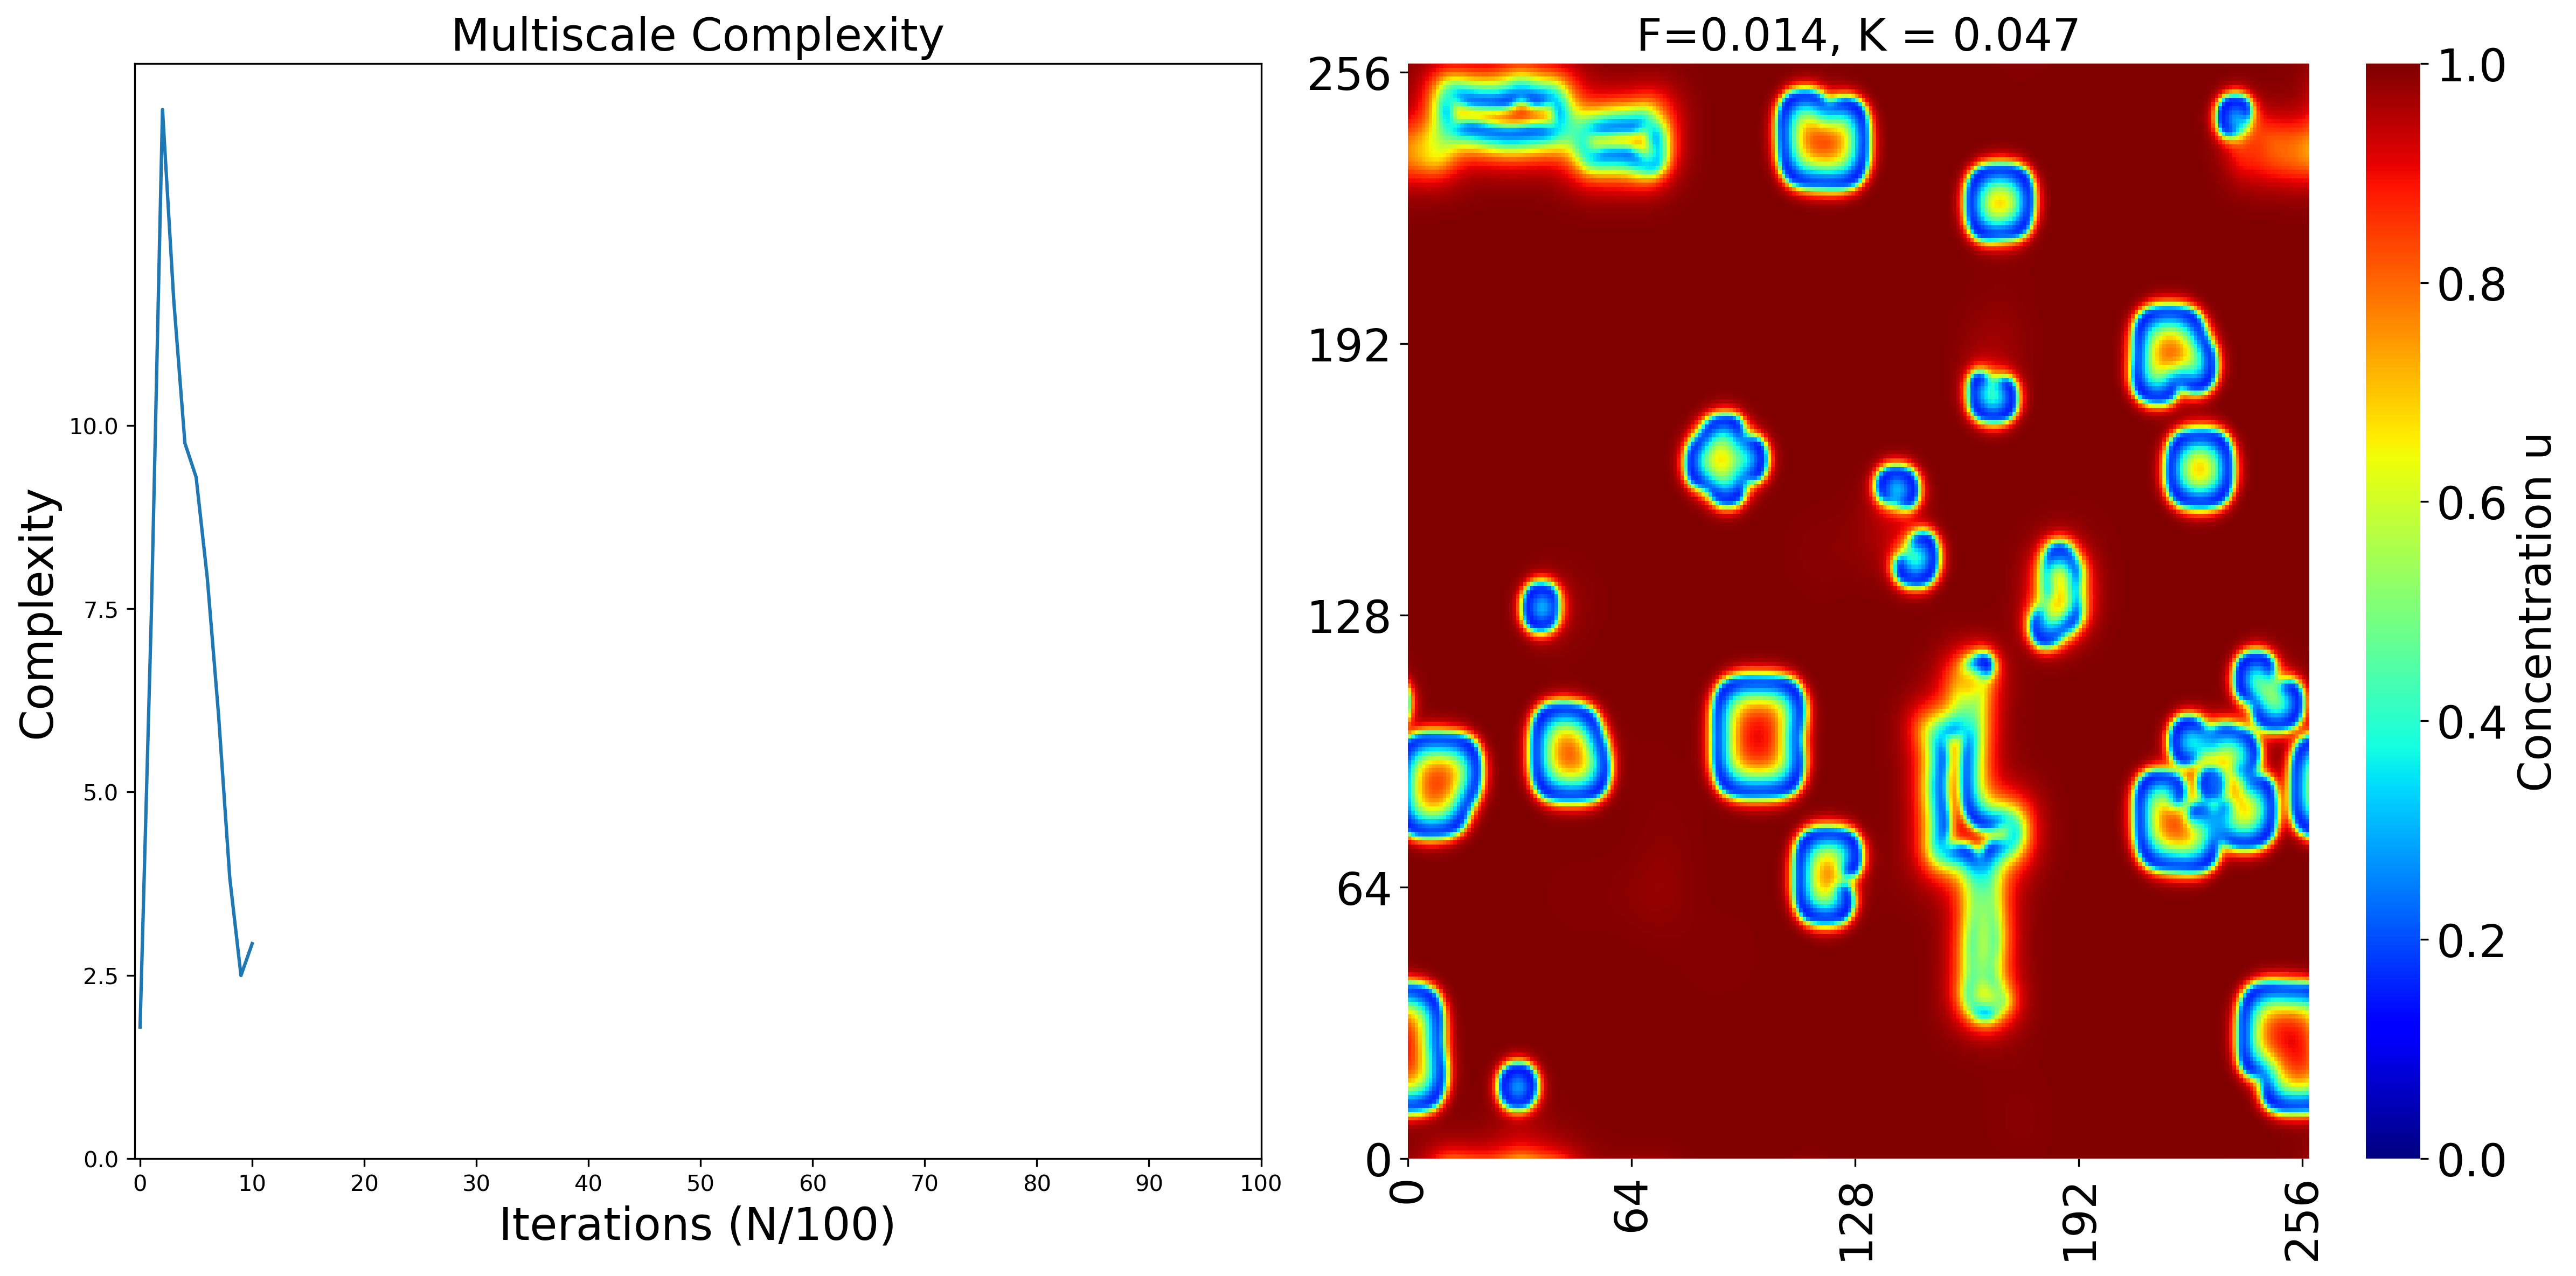 Multiscale Complexity
10.0
7.5
5.0
2.5
0.0
Complexity
0 10 20 30 40 50 60 70 80 90 100
Iterations (N/100)
F=0.014, K = 0.047
256
192
128
64
0
0 64 128 192 256
1.0
0.8
0.6
0.4
0.2
0.0
Concentration u